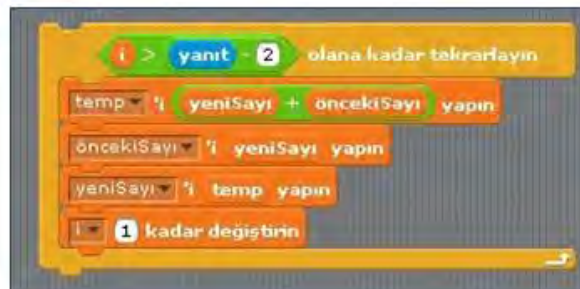 i > yanıt - 2 olana kadar tekrarlayın
temp 'i yeniSayı + öncekiSayı yapın
öncekiSayı 'i yeniSayı yapın
yeniSayı 'i temp yapın
i 1 kadar değiştirin